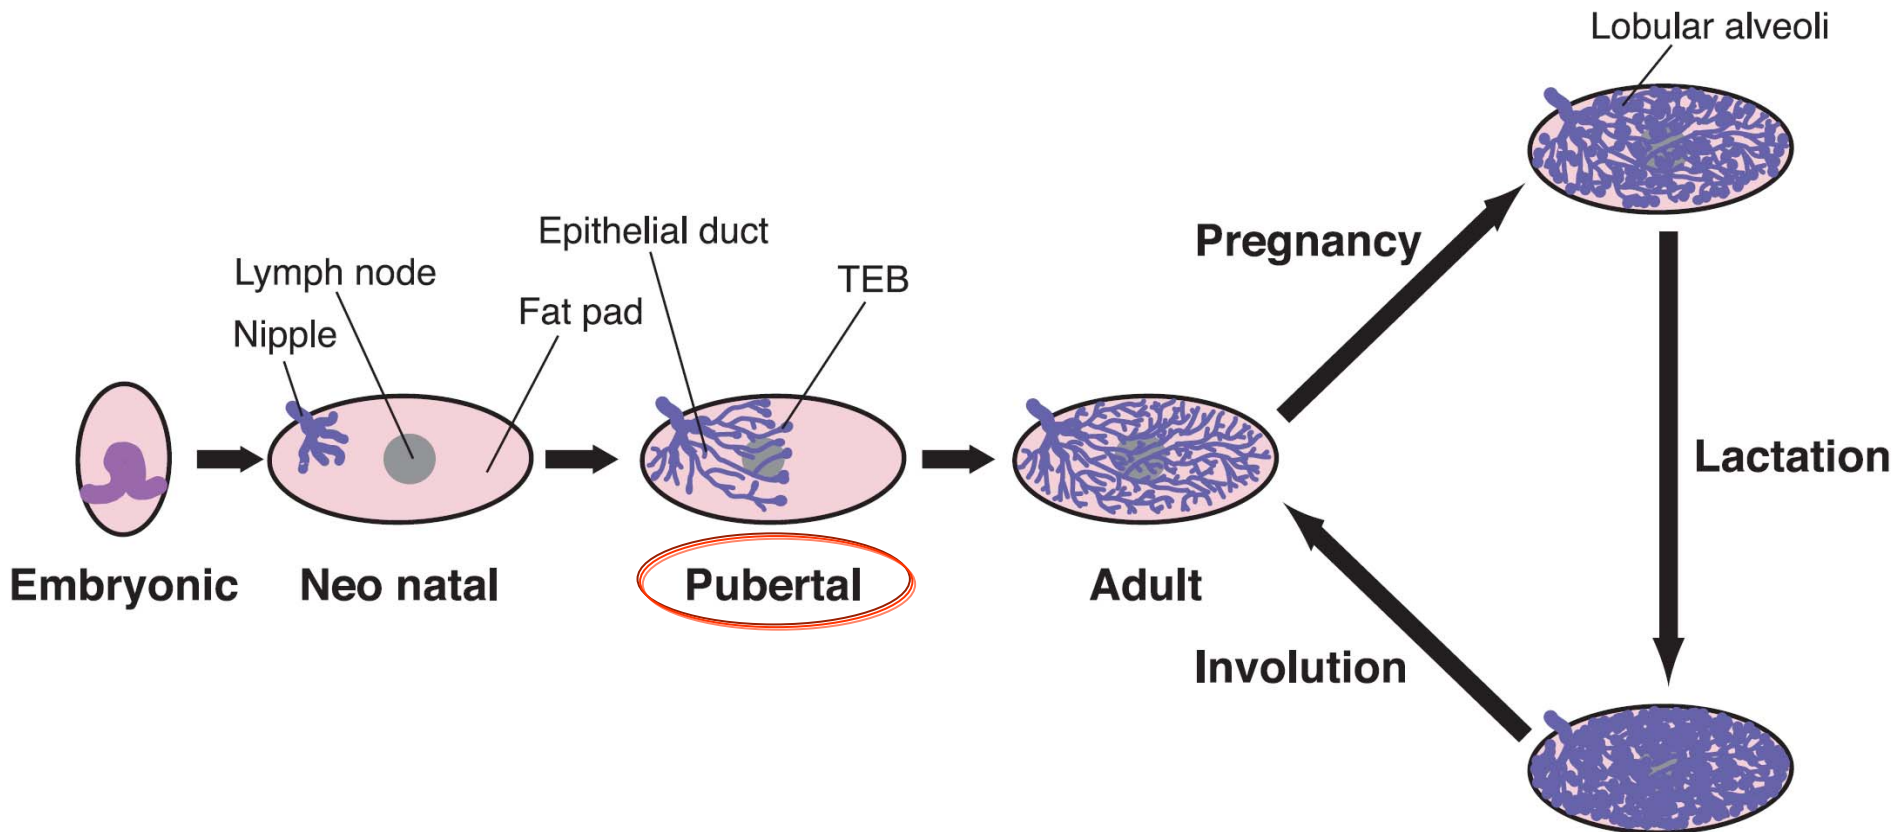 Lobular alveoli
Epithelial duct
Pregnancy
Lymph node
TEB
Fat pad
Nipple
Lactation
Embryonic
Neo natal
Pubertal
Adult
Involution